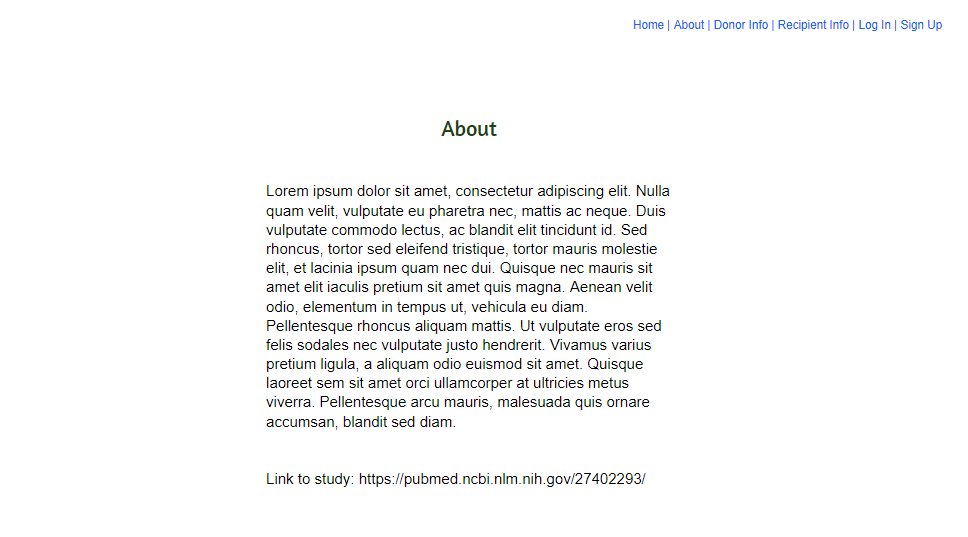 Home | About | Donor Info | Recipient Info | Log In | Sign Up
About
Lorem ipsum dolor sit amet, consectetur adipiscing elit. Nulla
quam velit, vulputate eu pharetra nec, mattis ac neque. Duis
vulputate commodo lectus, ac blandit elit tincidunt id. Sed
rhoncus, tortor sed eleifend tristique, tortor mauris molestie
elit, et lacinia ipsum quam nec dui. Quisque nec mauris sit
amet elit iaculis pretium sit amet quis magna. Aenean velit
odio, elementum in tempus ut, vehicula eu diam.
Pellentesque rhoncus aliquam mattis. Ut vulputate eros sed
felis sodales nec vulputate justo hendrerit. Vivamus varius
pretium ligula, a aliquam odio euismod sit amet. Quisque
laoreet sem sit amet orci ullamcorper at ultricies metus
viverra. Pellentesque arcu mauris, malesuada quis ornare
accumsan, blandit sed diam.
Link to study: https://pubmed.ncbi.nlm.nih.gov/27402293/